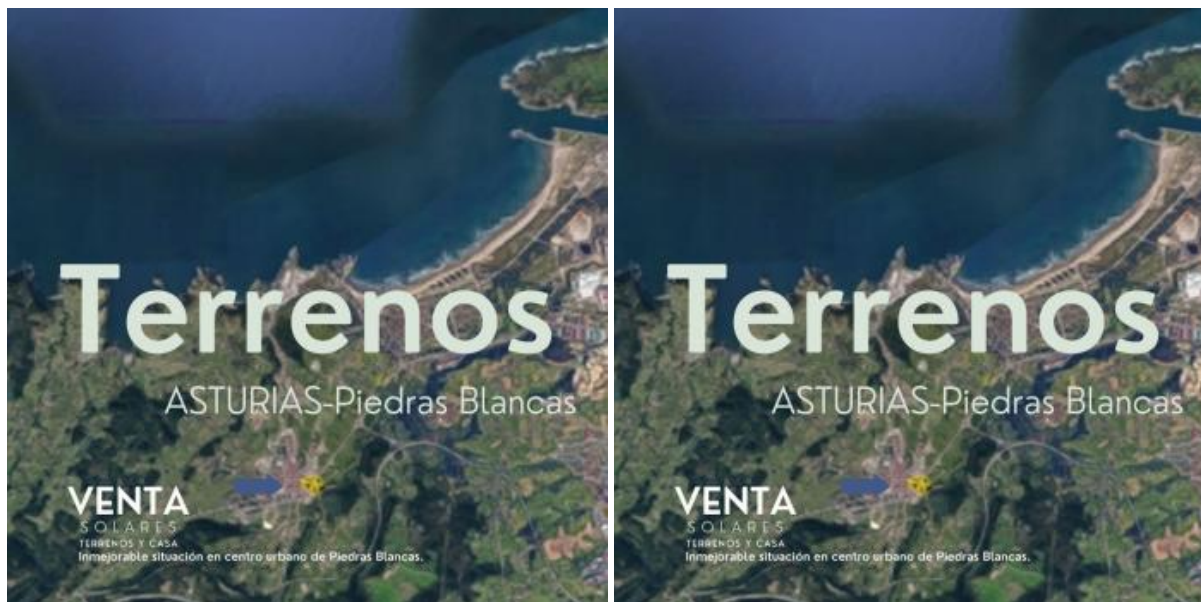 Terrenos
ASTURIAS-Piedras Blancas
VENTA
SOLARES
TERRENOS Y CASA
Inmejorable situación en centro urbano de Piedras Blancas.
Terrenos
ASTURIAS-Piedras Blancas
VENTA
SOLARES
TERRENOS Y CASA
Inmejorable situación en centro urbano de Piedras Blancas.